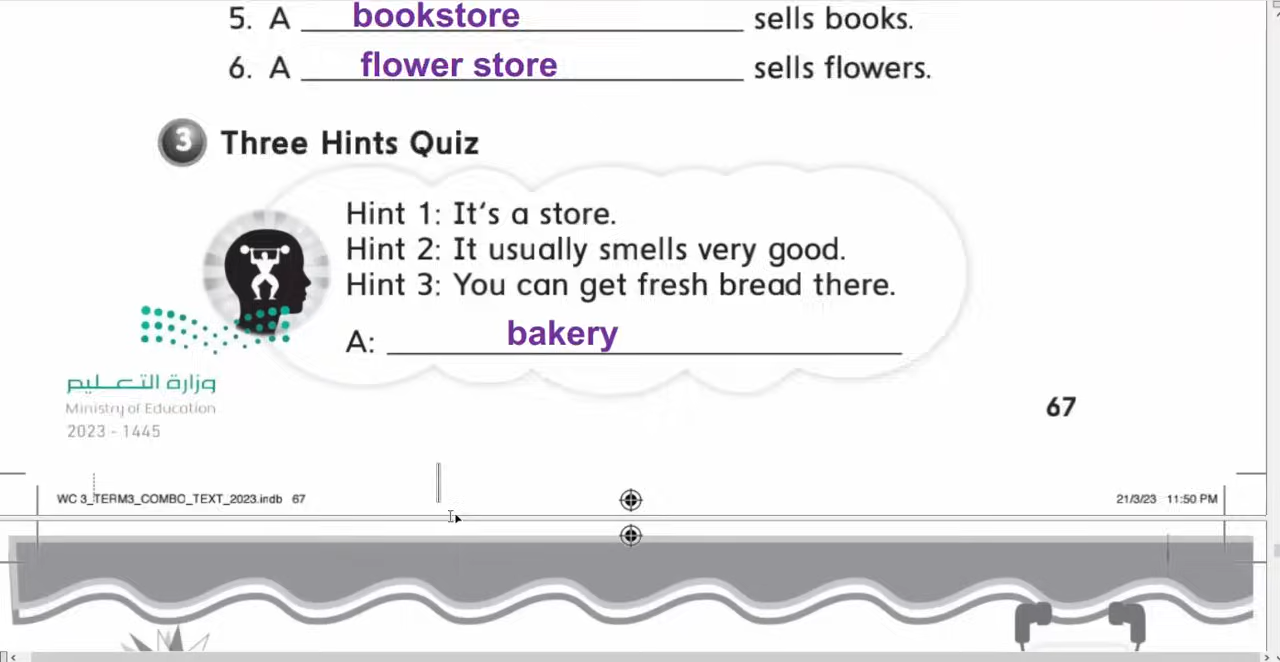 5. A bookstore sells books.
6. A flower store sells flowers.
3 Three Hints Quiz
Hint 1: It's a store.
Hint 2: It usually smells very good.
Hint 3: You can get fresh bread there.
A: bakery
وزارة التعليم
Ministry of Education
2023 - 1445
67
WC 3_TERM3_COMBO_TEXT_2023.indb 67
21/3/23 11:50 PM